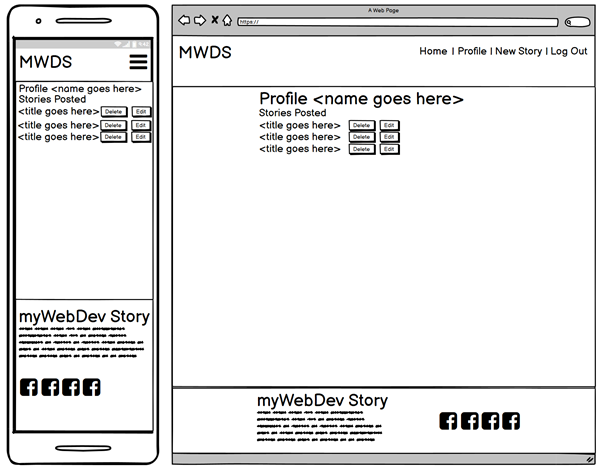 MWDS
Profile <name goes here>
Stories Posted
<title goes here> Delete Edit
<title goes here> Delete Edit
<title goes here> Delete Edit
myWebDev Story
A Web Page
https://
MWDS
Home | Profile | New Story | Log Out
Profile <name goes here>
Stories Posted
<title goes here> Delete Edit
<title goes here> Delete Edit
<title goes here> Delete Edit
myWebDev Story